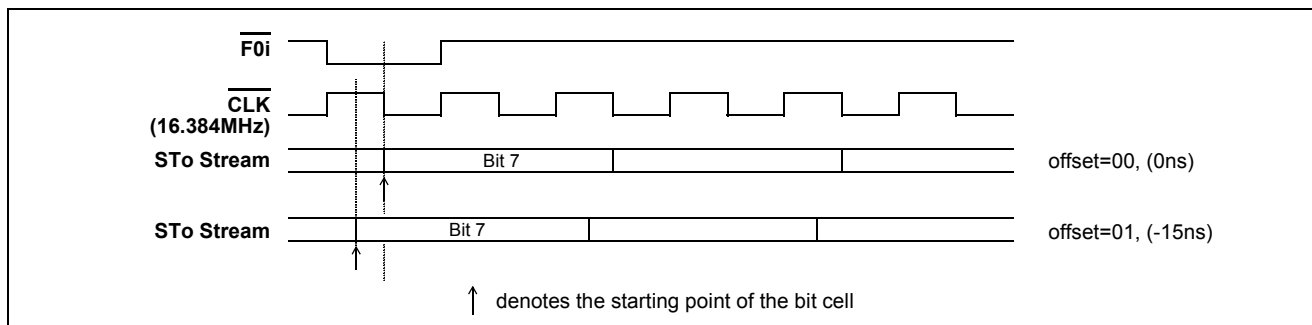 F0i
CLK
(16.384MHz)
STo Stream Bit 7 offset=00, (0ns)
STo Stream Bit 7 offset=01, (-15ns)
denotes the starting point of the bit cell